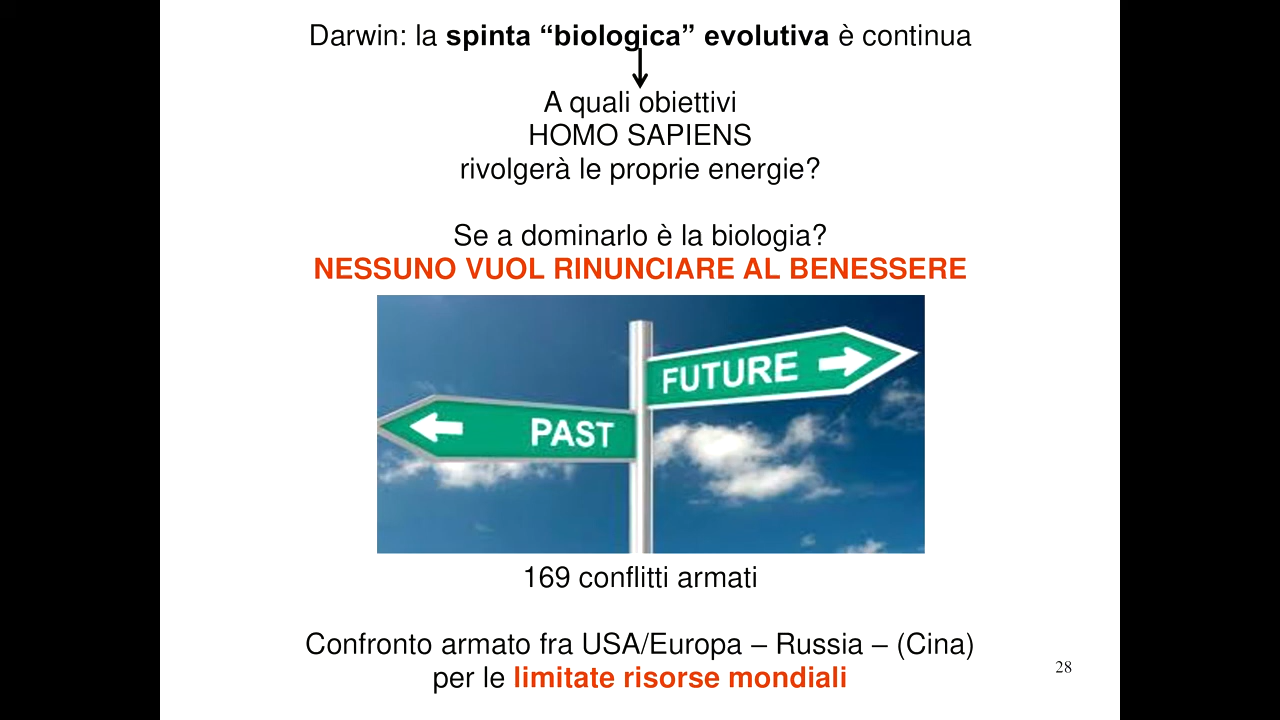 Darwin: la spinta “biologica” evolutiva è continua
A quali obiettivi
HOMO SAPIENS
rivolgerà le proprie energie?
Se a dominarlo è la biologia?
NESSUNO VUOL RINUNCIARE AL BENESSERE
FUTURE
PAST
169 conflitti armati
Confronto armato fra USA/Europa – Russia – (Cina)
per le limitate risorse mondiali
28